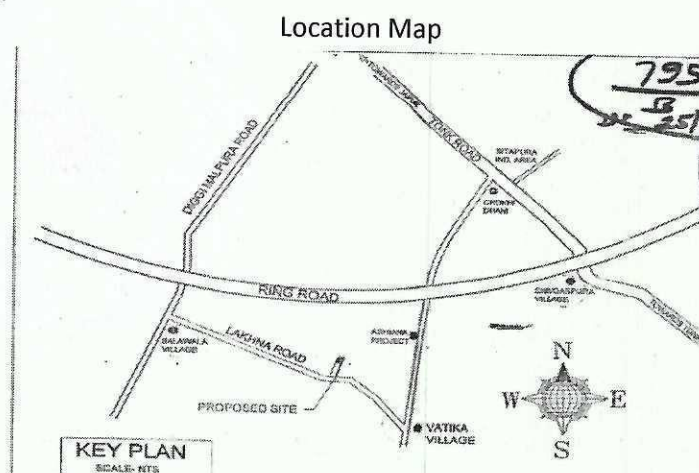 Location Map
795
TONK ROAD
DIGGI MALPURA ROAD
SITAPURA
IND. AREA
CHOKHI
DHANI
RING ROAD
SHIVDASPURA
VILLAGE
BALAWALA
VILLAGE
LAKHNA ROAD
ASHIANA
PROJECT
PROPOSED SITE
N
W
E
S
VATIKA
VILLAGE
KEY PLAN
SCALE- NTS